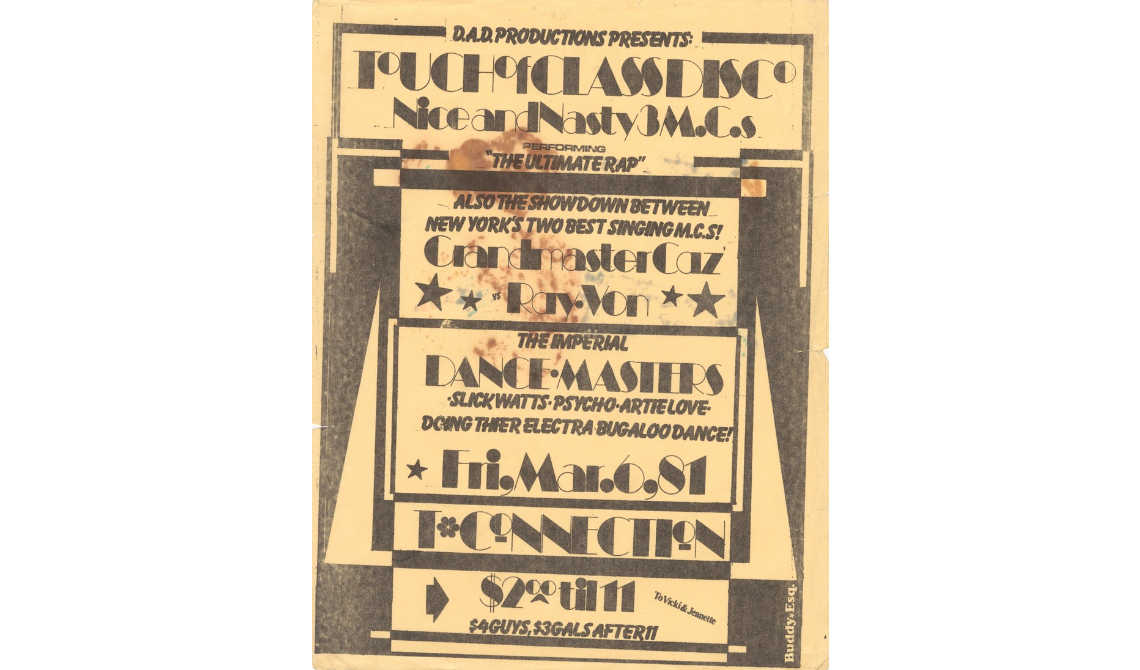 D.A.D. PRODUCTIONS PRESENTS:
ToUCH of CLASS DISCo
Nice and Nasty 3 M.C.s
PERFORMING
"THE ULTIMATE RAP"
ALSO THE SHOWDOWN BETWEEN
NEW YORK'S TWO BEST SINGING M.C.S!
Grandmaster Caz
vs Ray·Von
THE IMPERIAL
DANCE·MASTERS
·SLICK WATTS· PSYCHO·ARTIE LOVE·
DOING THIER ELECTRA BUGALOO DANCE!
Fri, Mar. 6, 81
T*CoNNECTIoN
$2.00 til 11
To Vicki & Jeanette
$4 GUYS, $3 GALS AFTER 11
Buddy·Esq.